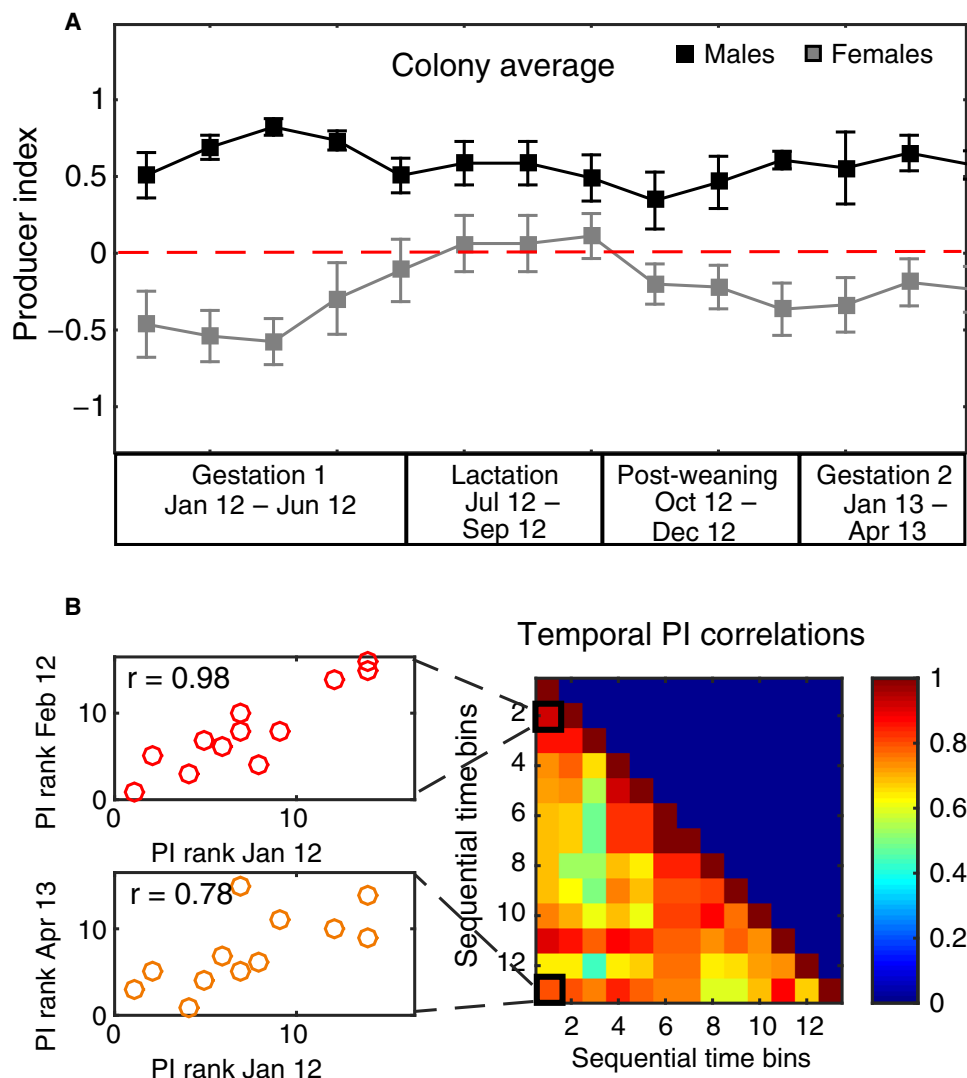 A
Colony average
Males
Females
Producer index
1
0.5
0
−0.5
−1
Gestation 1
Jan 12 – Jun 12
Lactation
Jul 12 –
Sep 12
Post-weaning
Oct 12 –
Dec 12
Gestation 2
Jan 13 –
Apr 13
B
PI rank Feb 12
r = 0.98
10
0
0
10
PI rank Jan 12
PI rank Apr 13
r = 0.78
10
0
0
10
PI rank Jan 12
Temporal PI correlations
Sequential time bins
2
4
6
8
10
12
2
4
6
8
10
12
Sequential time bins
1
0.8
0.6
0.4
0.2
0